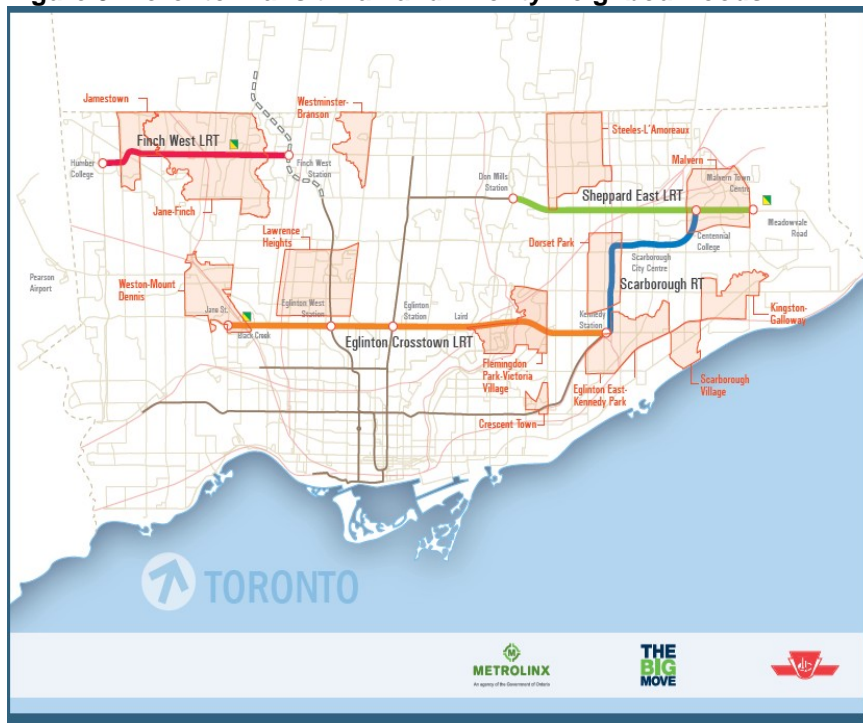 Jamestown
Westminster-
Branson
Steeles-L'Amoreaux
Finch West LRT
Humber
College
Finch West
Station
Malvern
Malvern Town
Centre
Don Mills
Station
Sheppard East LRT
Jane-Finch
Meadowvale
Road
Lawrence
Heights
Dorset Park
Centennial
College
Scarborough
City Centre
Weston-Mount
Dennis
Pearson
Airport
Scarborough RT
Eglinton West
Station
Eglinton
Station
Laird
Kennedy
Station
Kingston-
Galloway
Jane St.
Black Creek
Eglinton Crosstown LRT
Flemingdon
Park-Victoria
Village
Eglinton East-
Kennedy Park
Scarborough
Village
Crescent Town
TORONTO
METROLINX
An agency of the Government of Ontario
THE
BIG
MOVE